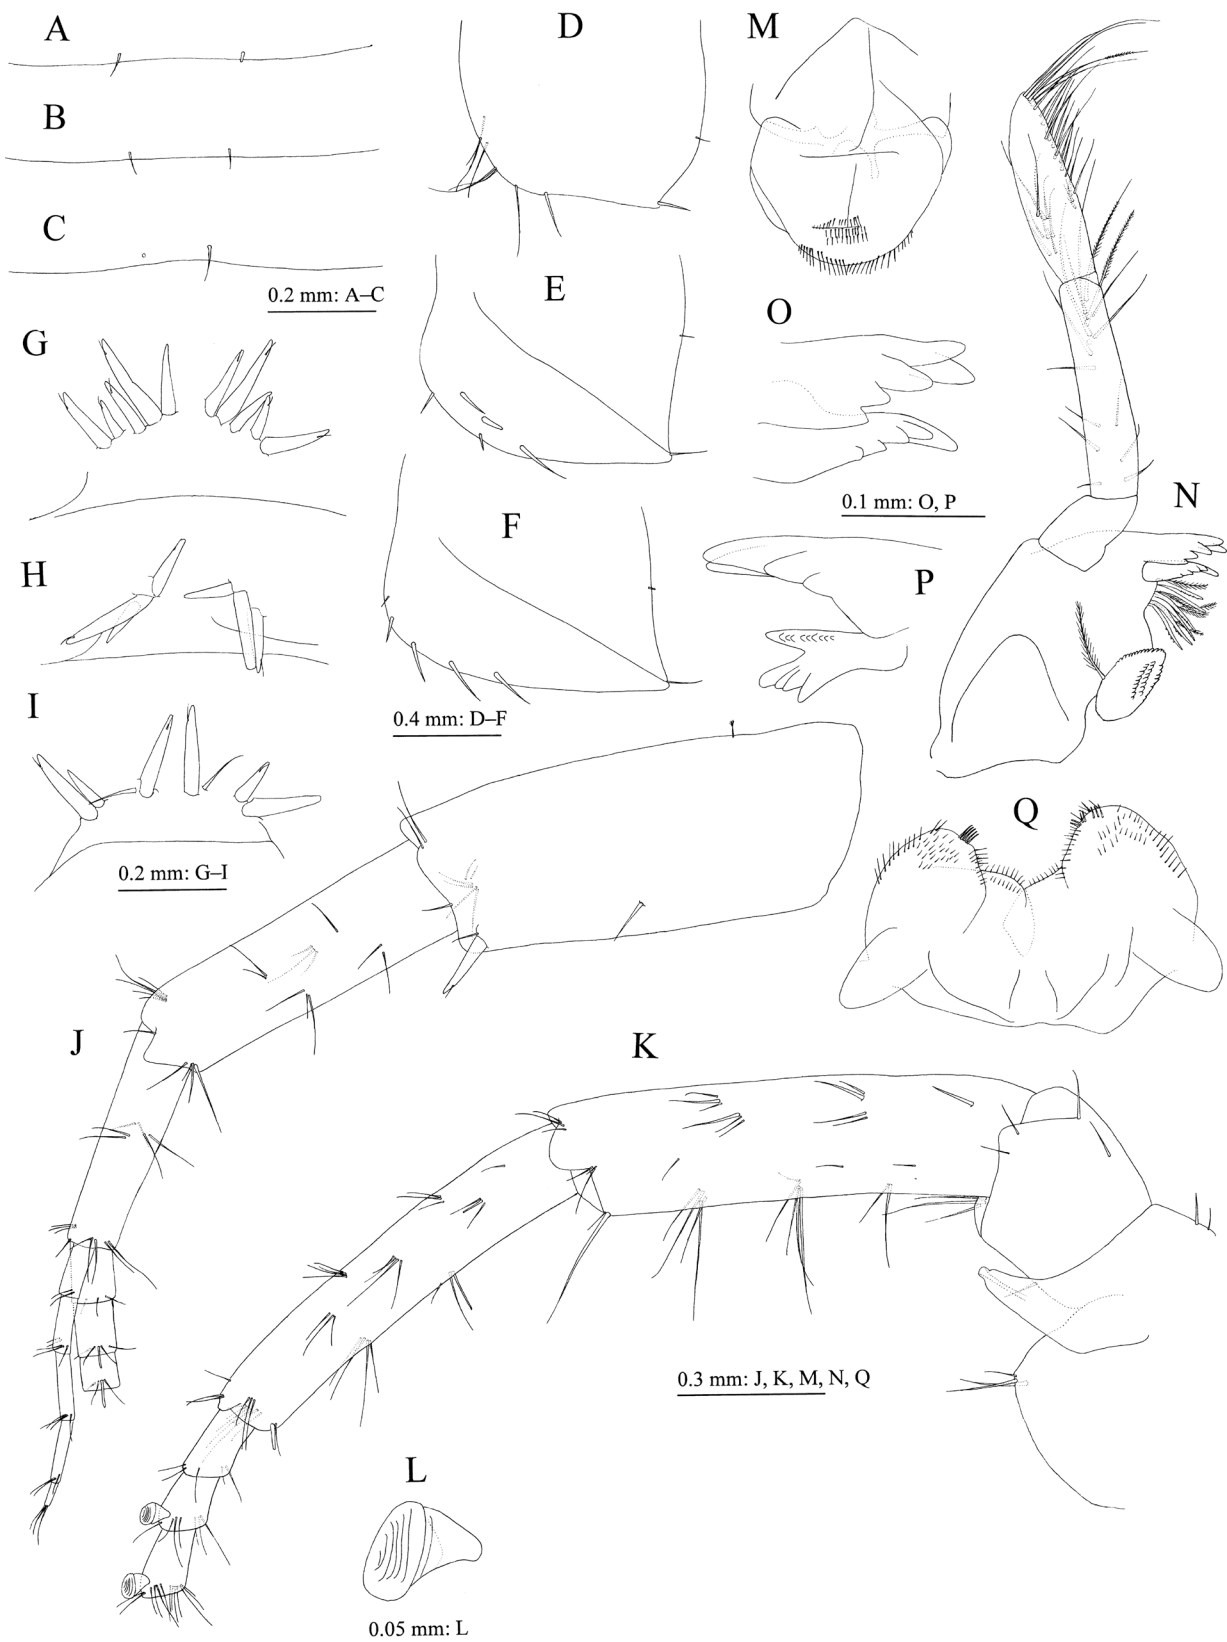 A
B
C
0.2 mm: A–C
D
E
F
0.4 mm: D–F
G
H
I
0.2 mm: G–I
M
O
0.1 mm: O, P
P
N
Q
J
K
0.3 mm: J, K, M, N, Q
L
0.05 mm: L